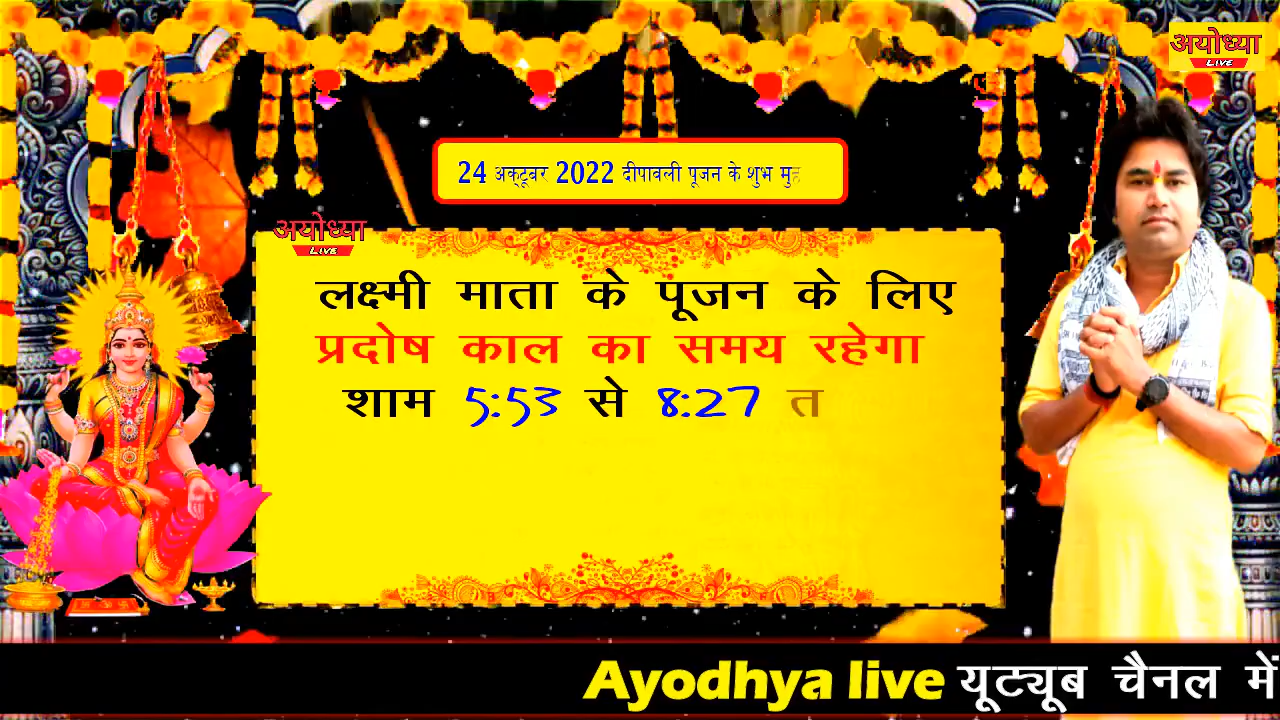 अयोध्या
LIVE
24 अक्टूबर 2022 दीपावली पूजन के शुभ
अयोध्या
LIVE
लक्ष्मी माता के पूजन के लिए
प्रदोष काल का समय रहेगा
शाम 5:53 से 8:27 त
Ayodhya live यूट्यूब चैनल में